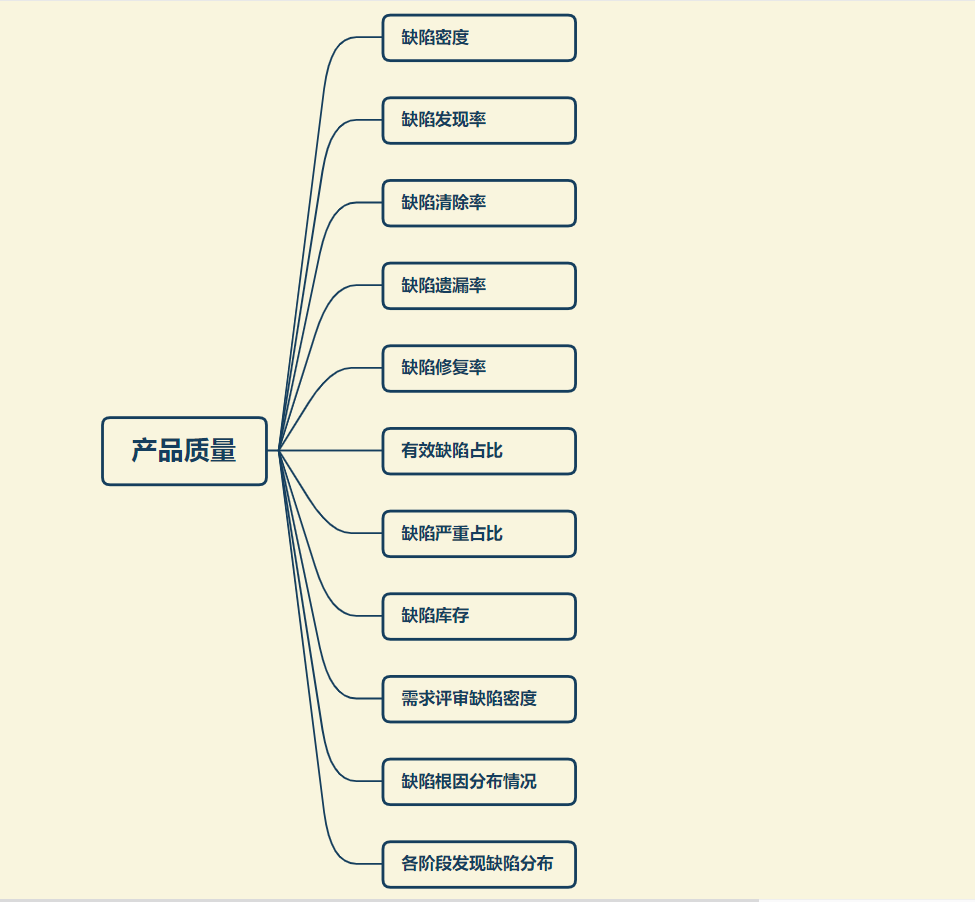 产品质量
缺陷密度
缺陷发现率
缺陷清除率
缺陷遗漏率
缺陷修复率
有效缺陷占比
缺陷严重占比
缺陷库存
需求评审缺陷密度
缺陷根因分布情况
各阶段发现缺陷分布